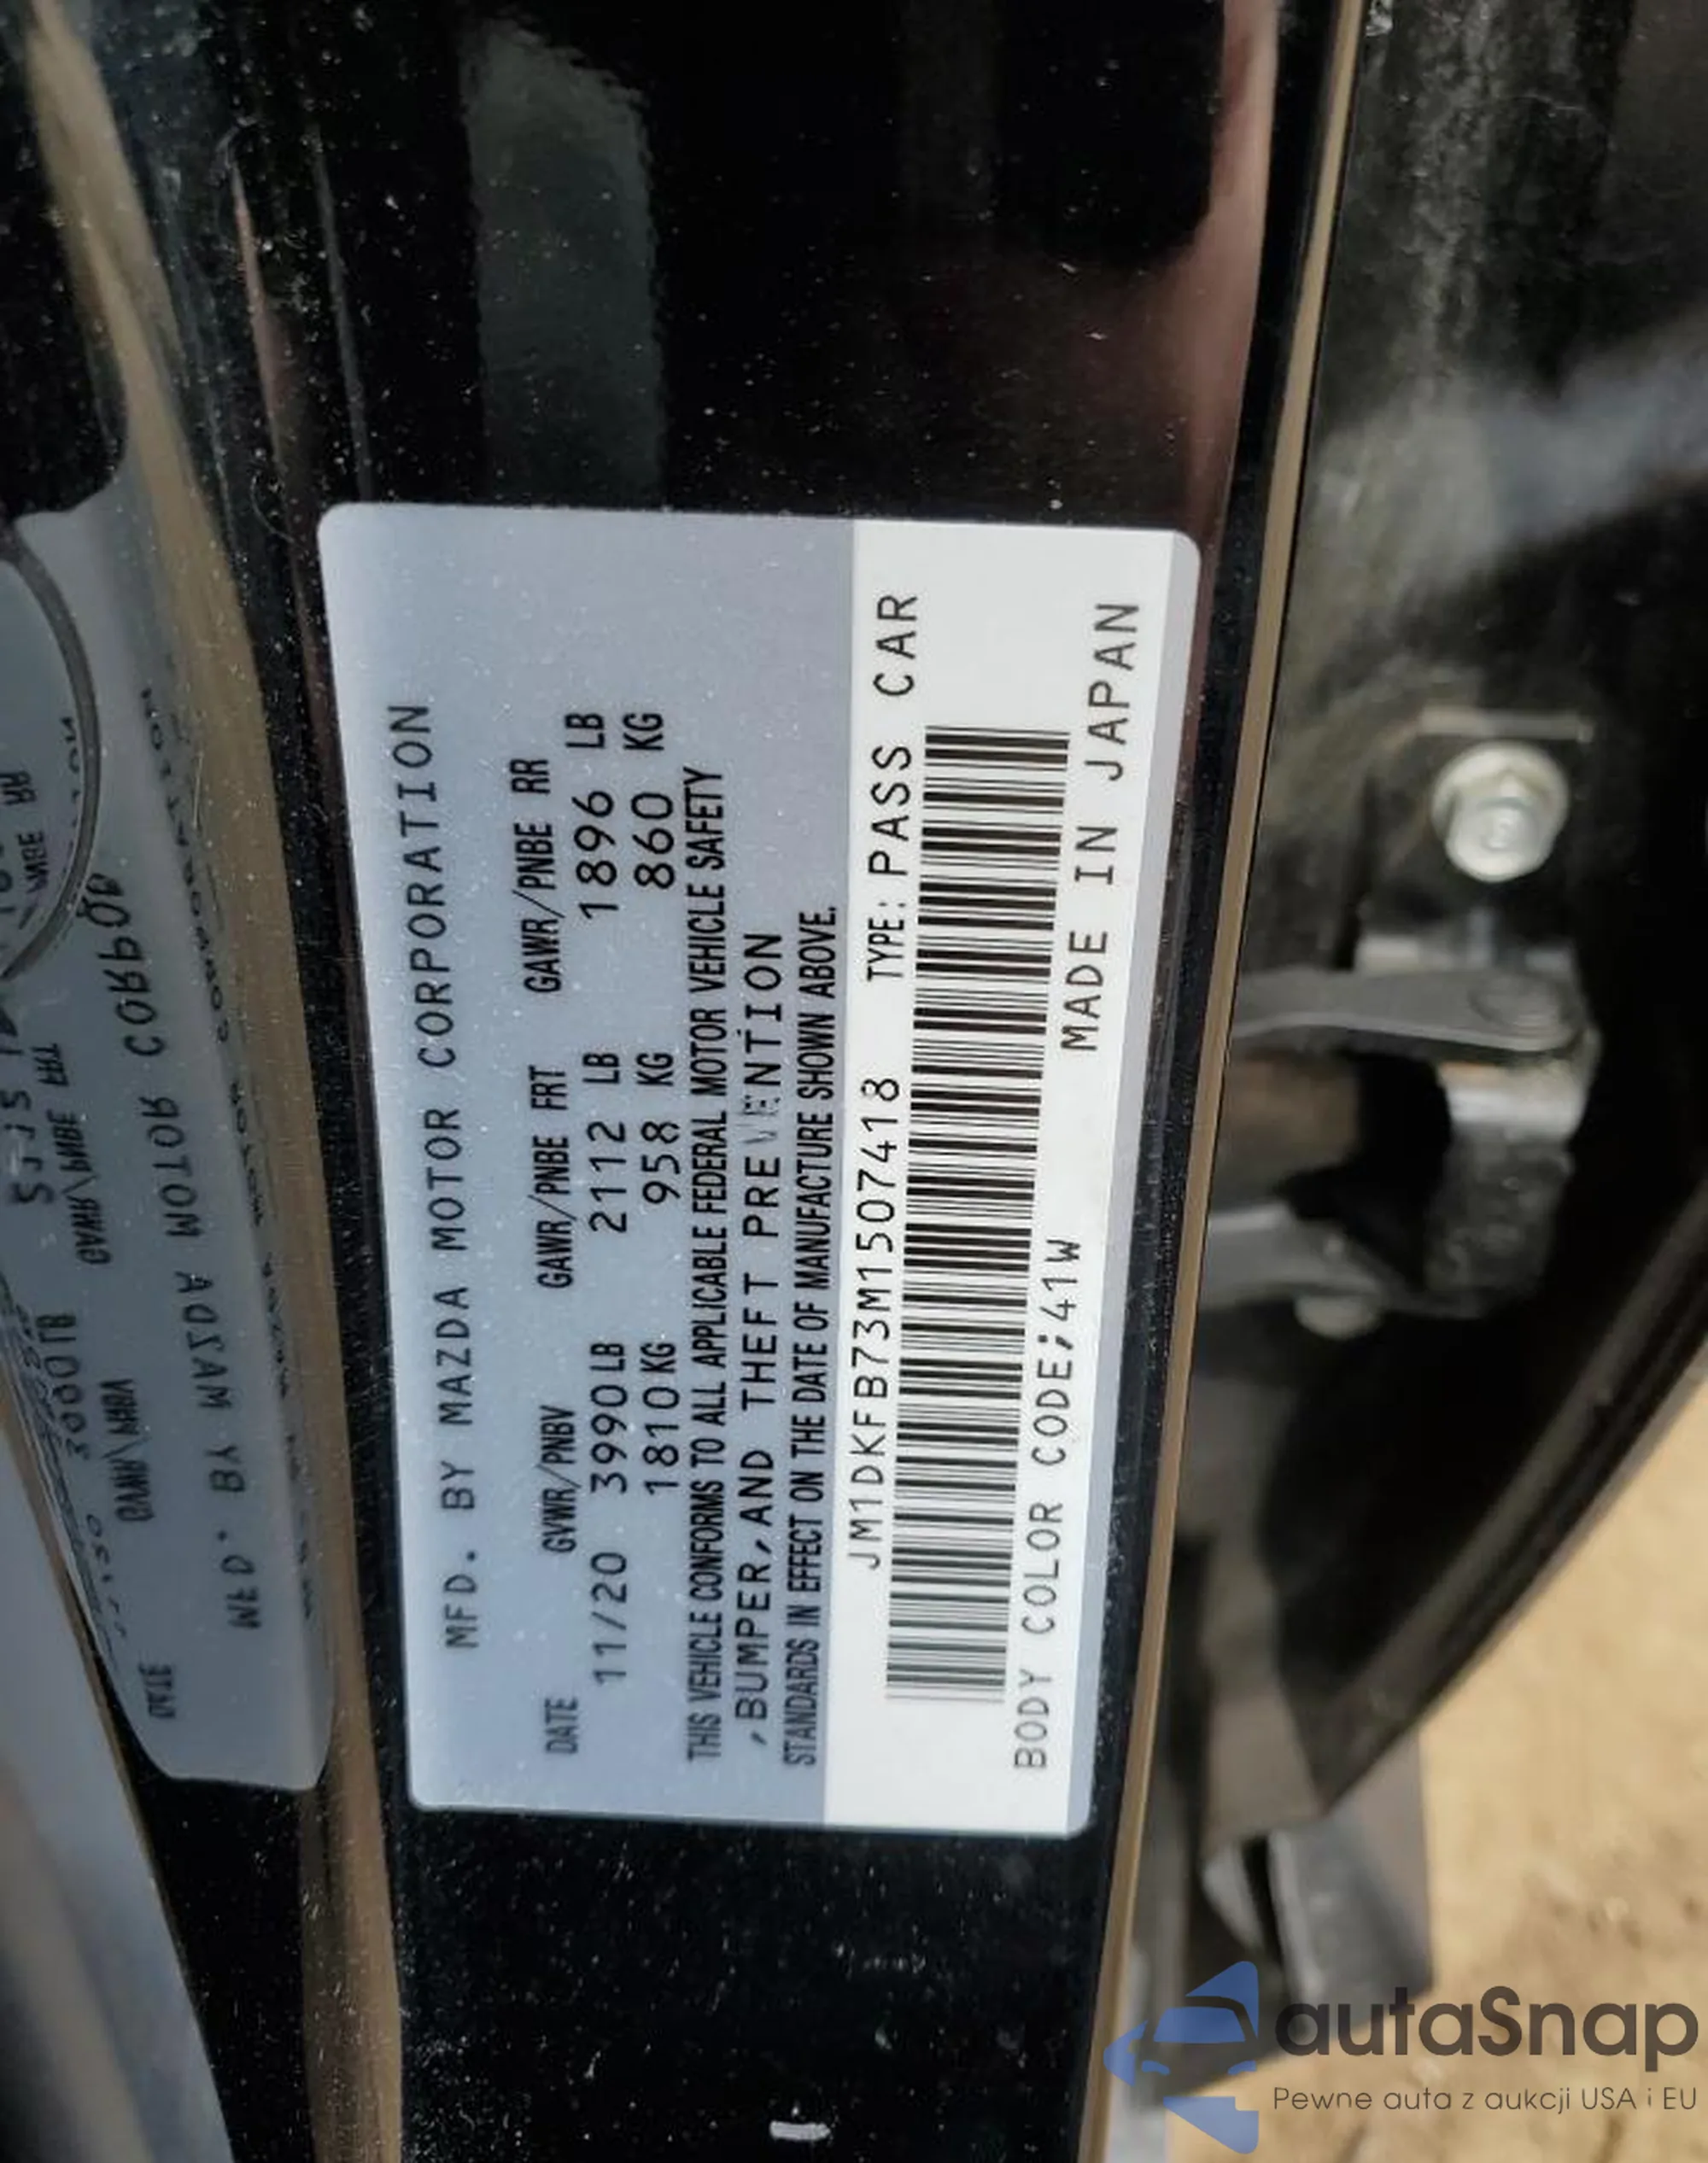 MFD. BY MAZDA MOTOR CORPORATION
DATE GVWR/PNBV GAWR/PNBE FRT GAWR/PNBE RR
11/20 3990LB 2112 LB 1896 LB
1810KG 958 KG 860 KG
THIS VEHICLE CONFORMS TO ALL APPLICABLE FEDERAL MOTOR VEHICLE SAFETY
,BUMPER,AND THEFT PREVENTION
STANDARDS IN EFFECT ON THE DATE OF MANUFACTURE SHOWN ABOVE.
JM1DKFB73M1507418 TYPE: PASS CAR
BODY COLOR CODE;41W MADE IN JAPAN
autaSnap
Pewne auta z aukcji USA i EU